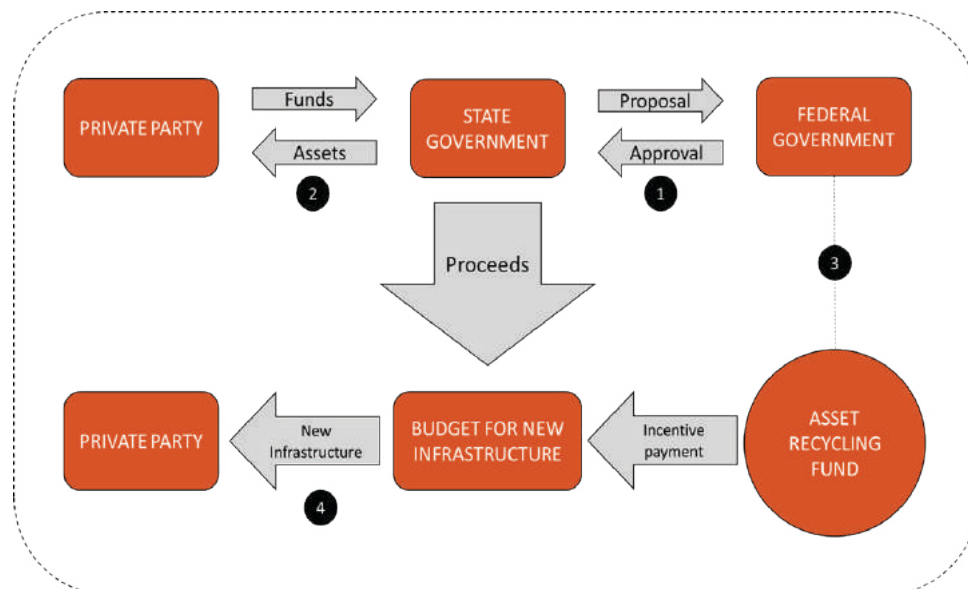 Funds
Proposal
PRIVATE PARTY
STATE
GOVERNMENT
FEDERAL
GOVERNMENT
Assets
Approval
2
1
Proceeds
3
PRIVATE PARTY
New
Infrastructure
BUDGET FOR NEW
INFRASTRUCTURE
Incentive
payment
ASSET
RECYCLING
FUND
4